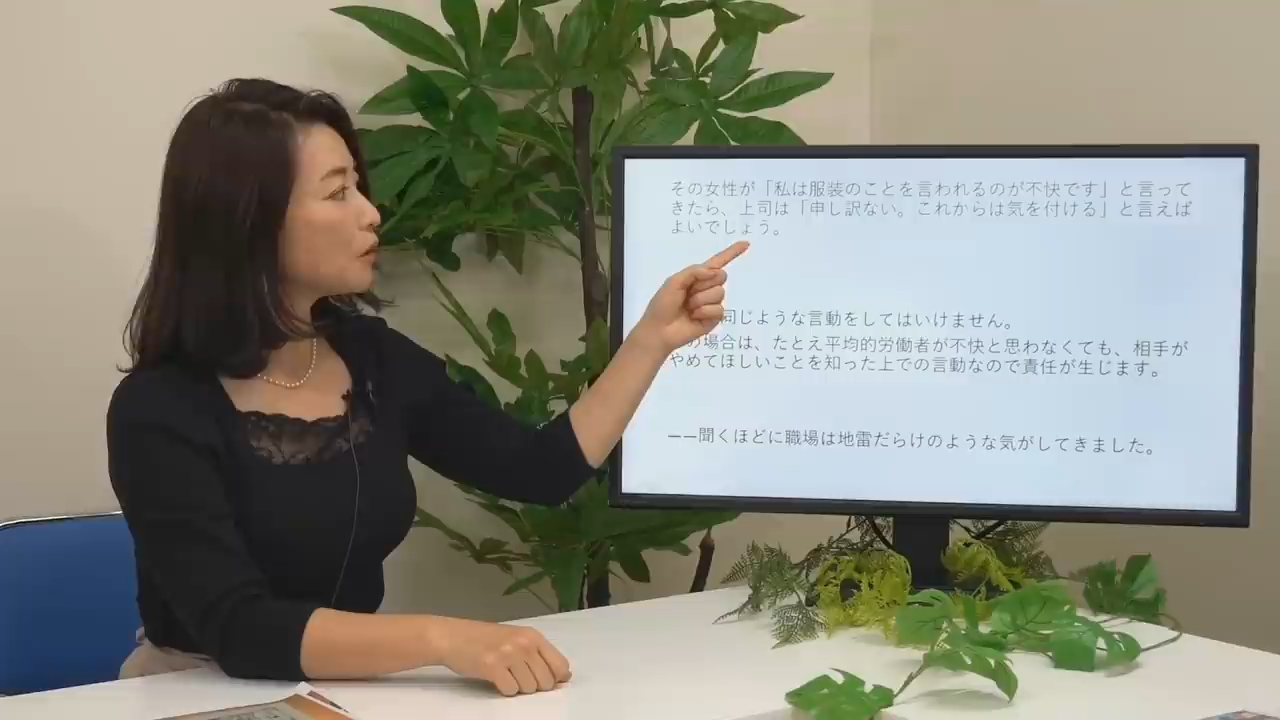 その女性が「私は服装のことを言われるのが不快です」と言って
きたら、上司は「申し訳ない。これからは気を付ける」と言えば
よいでしょう。
同じような言動をしてはいけません。
の場合は、たとえ平均的労働者が不快と思わなくても、相手が
やめてほしいことを知った上での言動なので責任が生じます。
――聞くほどに職場は地雷だらけのような気がしてきました。